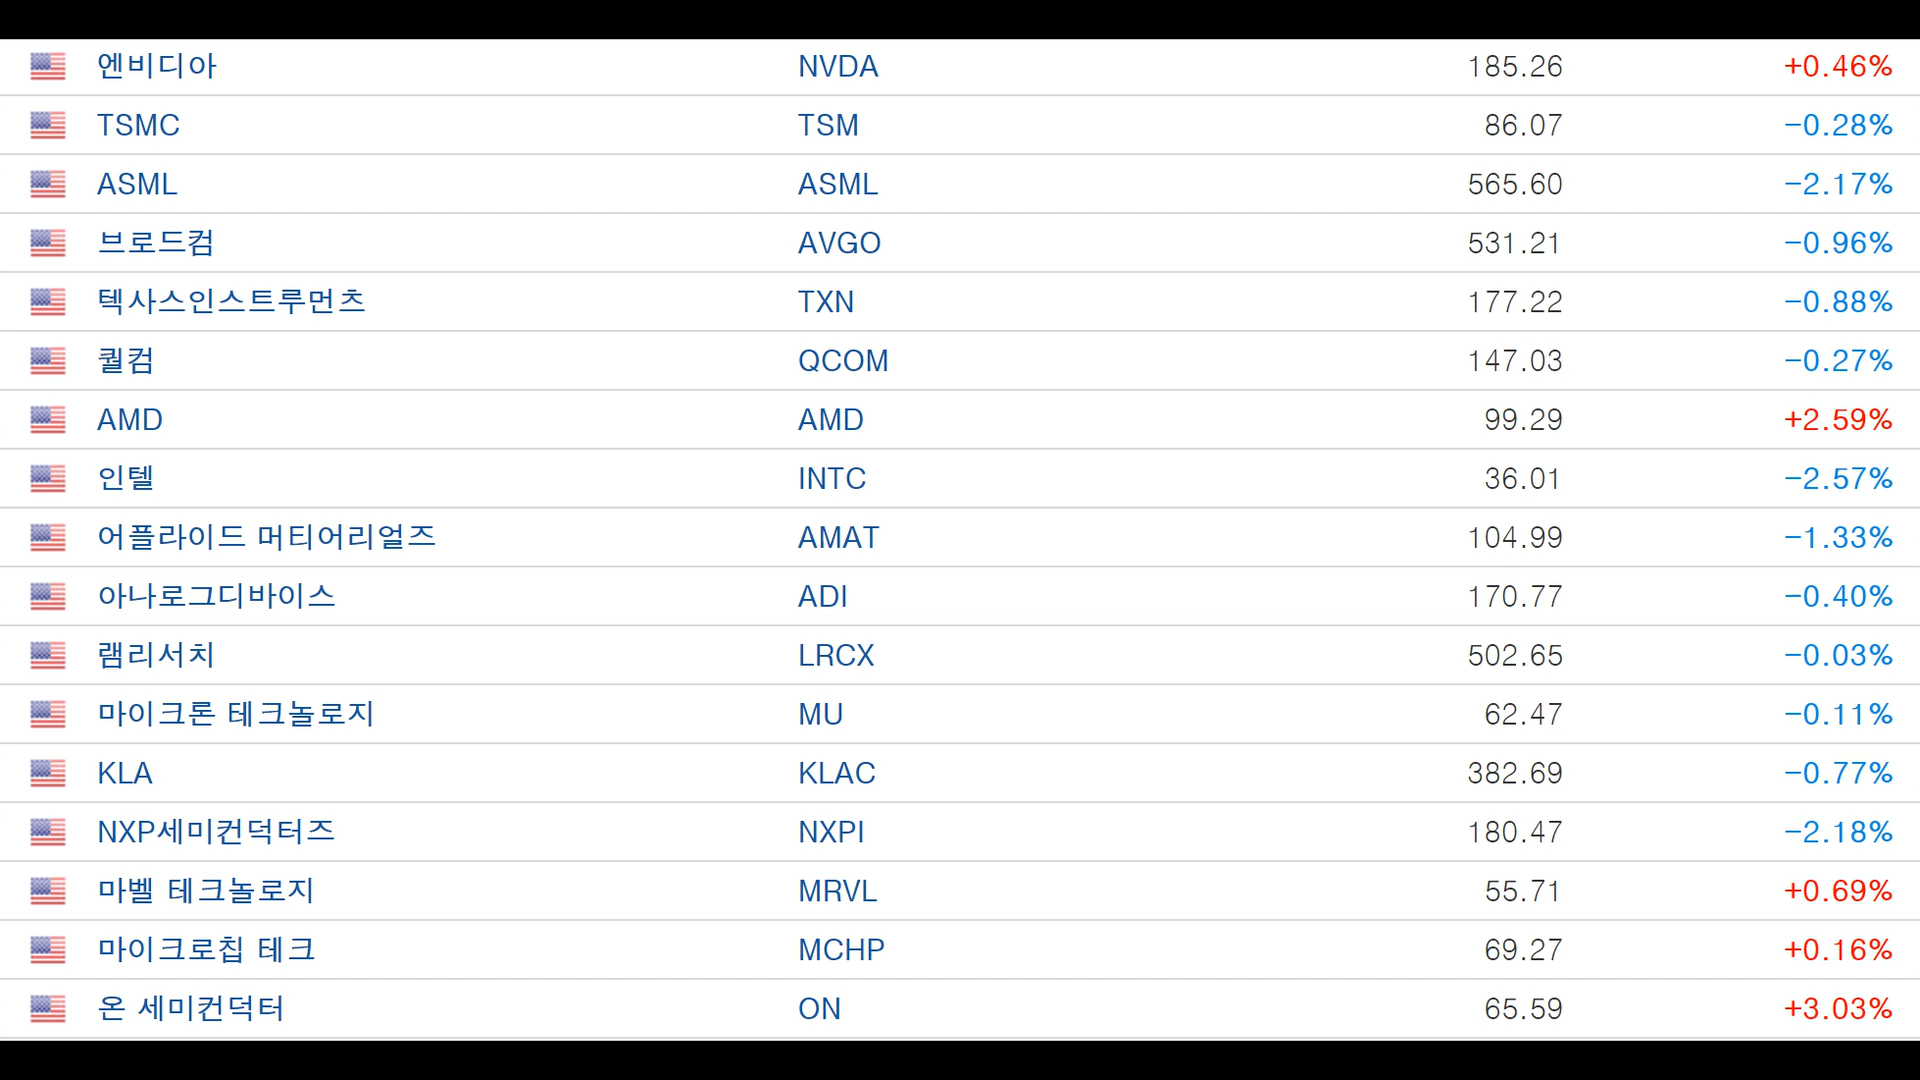 엔비디아 NVDA 185.26 +0.46%
TSMC TSM 86.07 -0.28%
ASML ASML 565.60 -2.17%
브로드컴 AVGO 531.21 -0.96%
텍사스인스트루먼츠 TXN 177.22 -0.88%
퀄컴 QCOM 147.03 -0.27%
AMD AMD 99.29 +2.59%
인텔 INTC 36.01 -2.57%
어플라이드 머티어리얼즈 AMAT 104.99 -1.33%
아나로그디바이스 ADI 170.77 -0.40%
램리서치 LRCX 502.65 -0.03%
마이크론 테크놀로지 MU 62.47 -0.11%
KLA KLAC 382.69 -0.77%
NXP세미컨덕터즈 NXPI 180.47 -2.18%
마벨 테크놀로지 MRVL 55.71 +0.69%
마이크로칩 테크 MCHP 69.27 +0.16%
온 세미컨덕터 ON 65.59 +3.03%